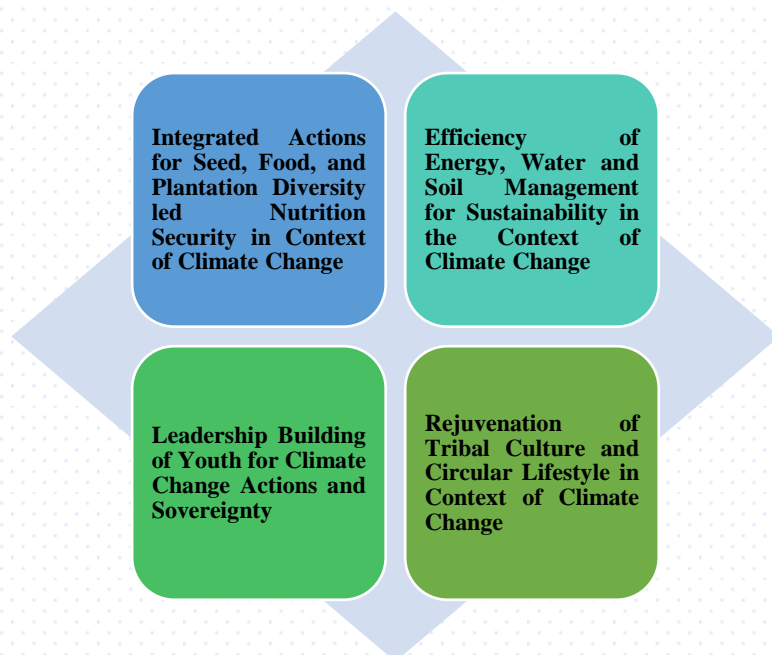 Integrated Actions
for Seed, Food, and
Plantation Diversity
led Nutrition
Security in Context
of Climate Change
Efficiency of
Energy, Water and
Soil Management
for Sustainability in
the Context of
Climate Change
Leadership Building
of Youth for Climate
Change Actions and
Sovereignty
Rejuvenation of
Tribal Culture and
Circular Lifestyle in
Context of Climate
Change